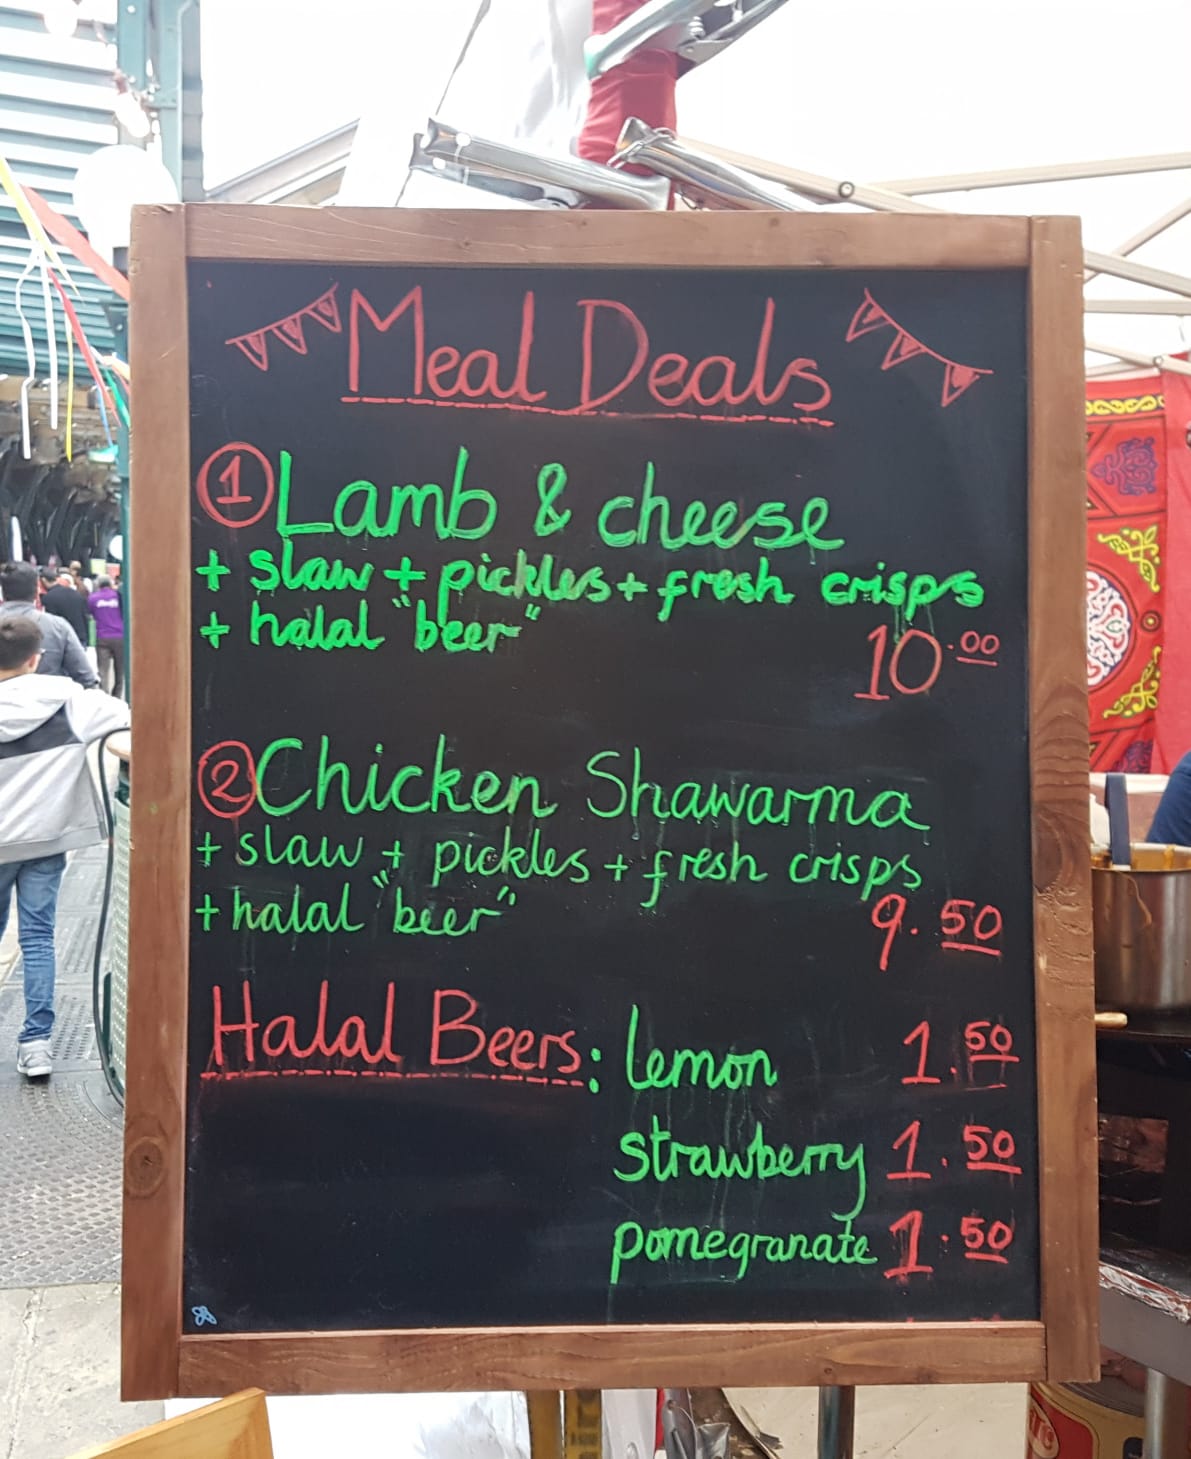 Meal Deals
1 Lamb & cheese
+ slaw + pickles + fresh crisps
+ halal "beer"
10.00
2 Chicken Shawarma
+ slaw + pickles + fresh crisps
+ halal "beer"
9.50
Halal Beers: lemon 1.50
strawberry 1.50
pomegranate 1.50